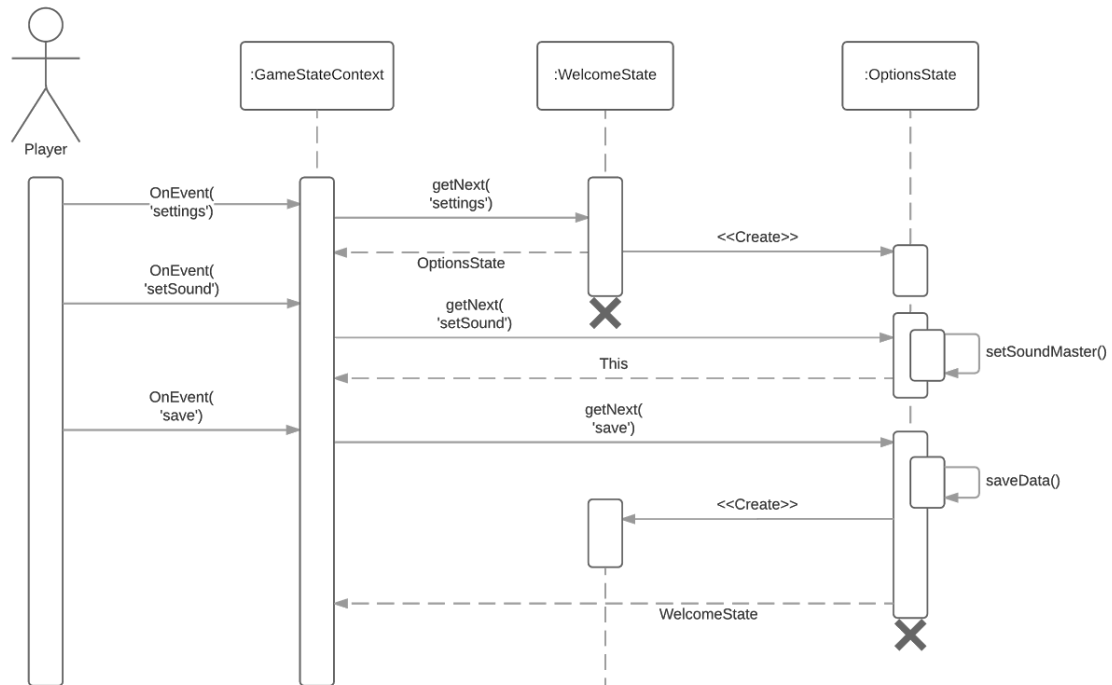 :GameStateContext
:WelcomeState
:OptionsState
Player
OnEvent(
'settings')
getNext(
'settings')
<<Create>>
OptionsState
OnEvent(
'setSound')
getNext(
'setSound')
setSoundMaster()
This
OnEvent(
'save')
getNext(
'save')
saveData()
<<Create>>
WelcomeState